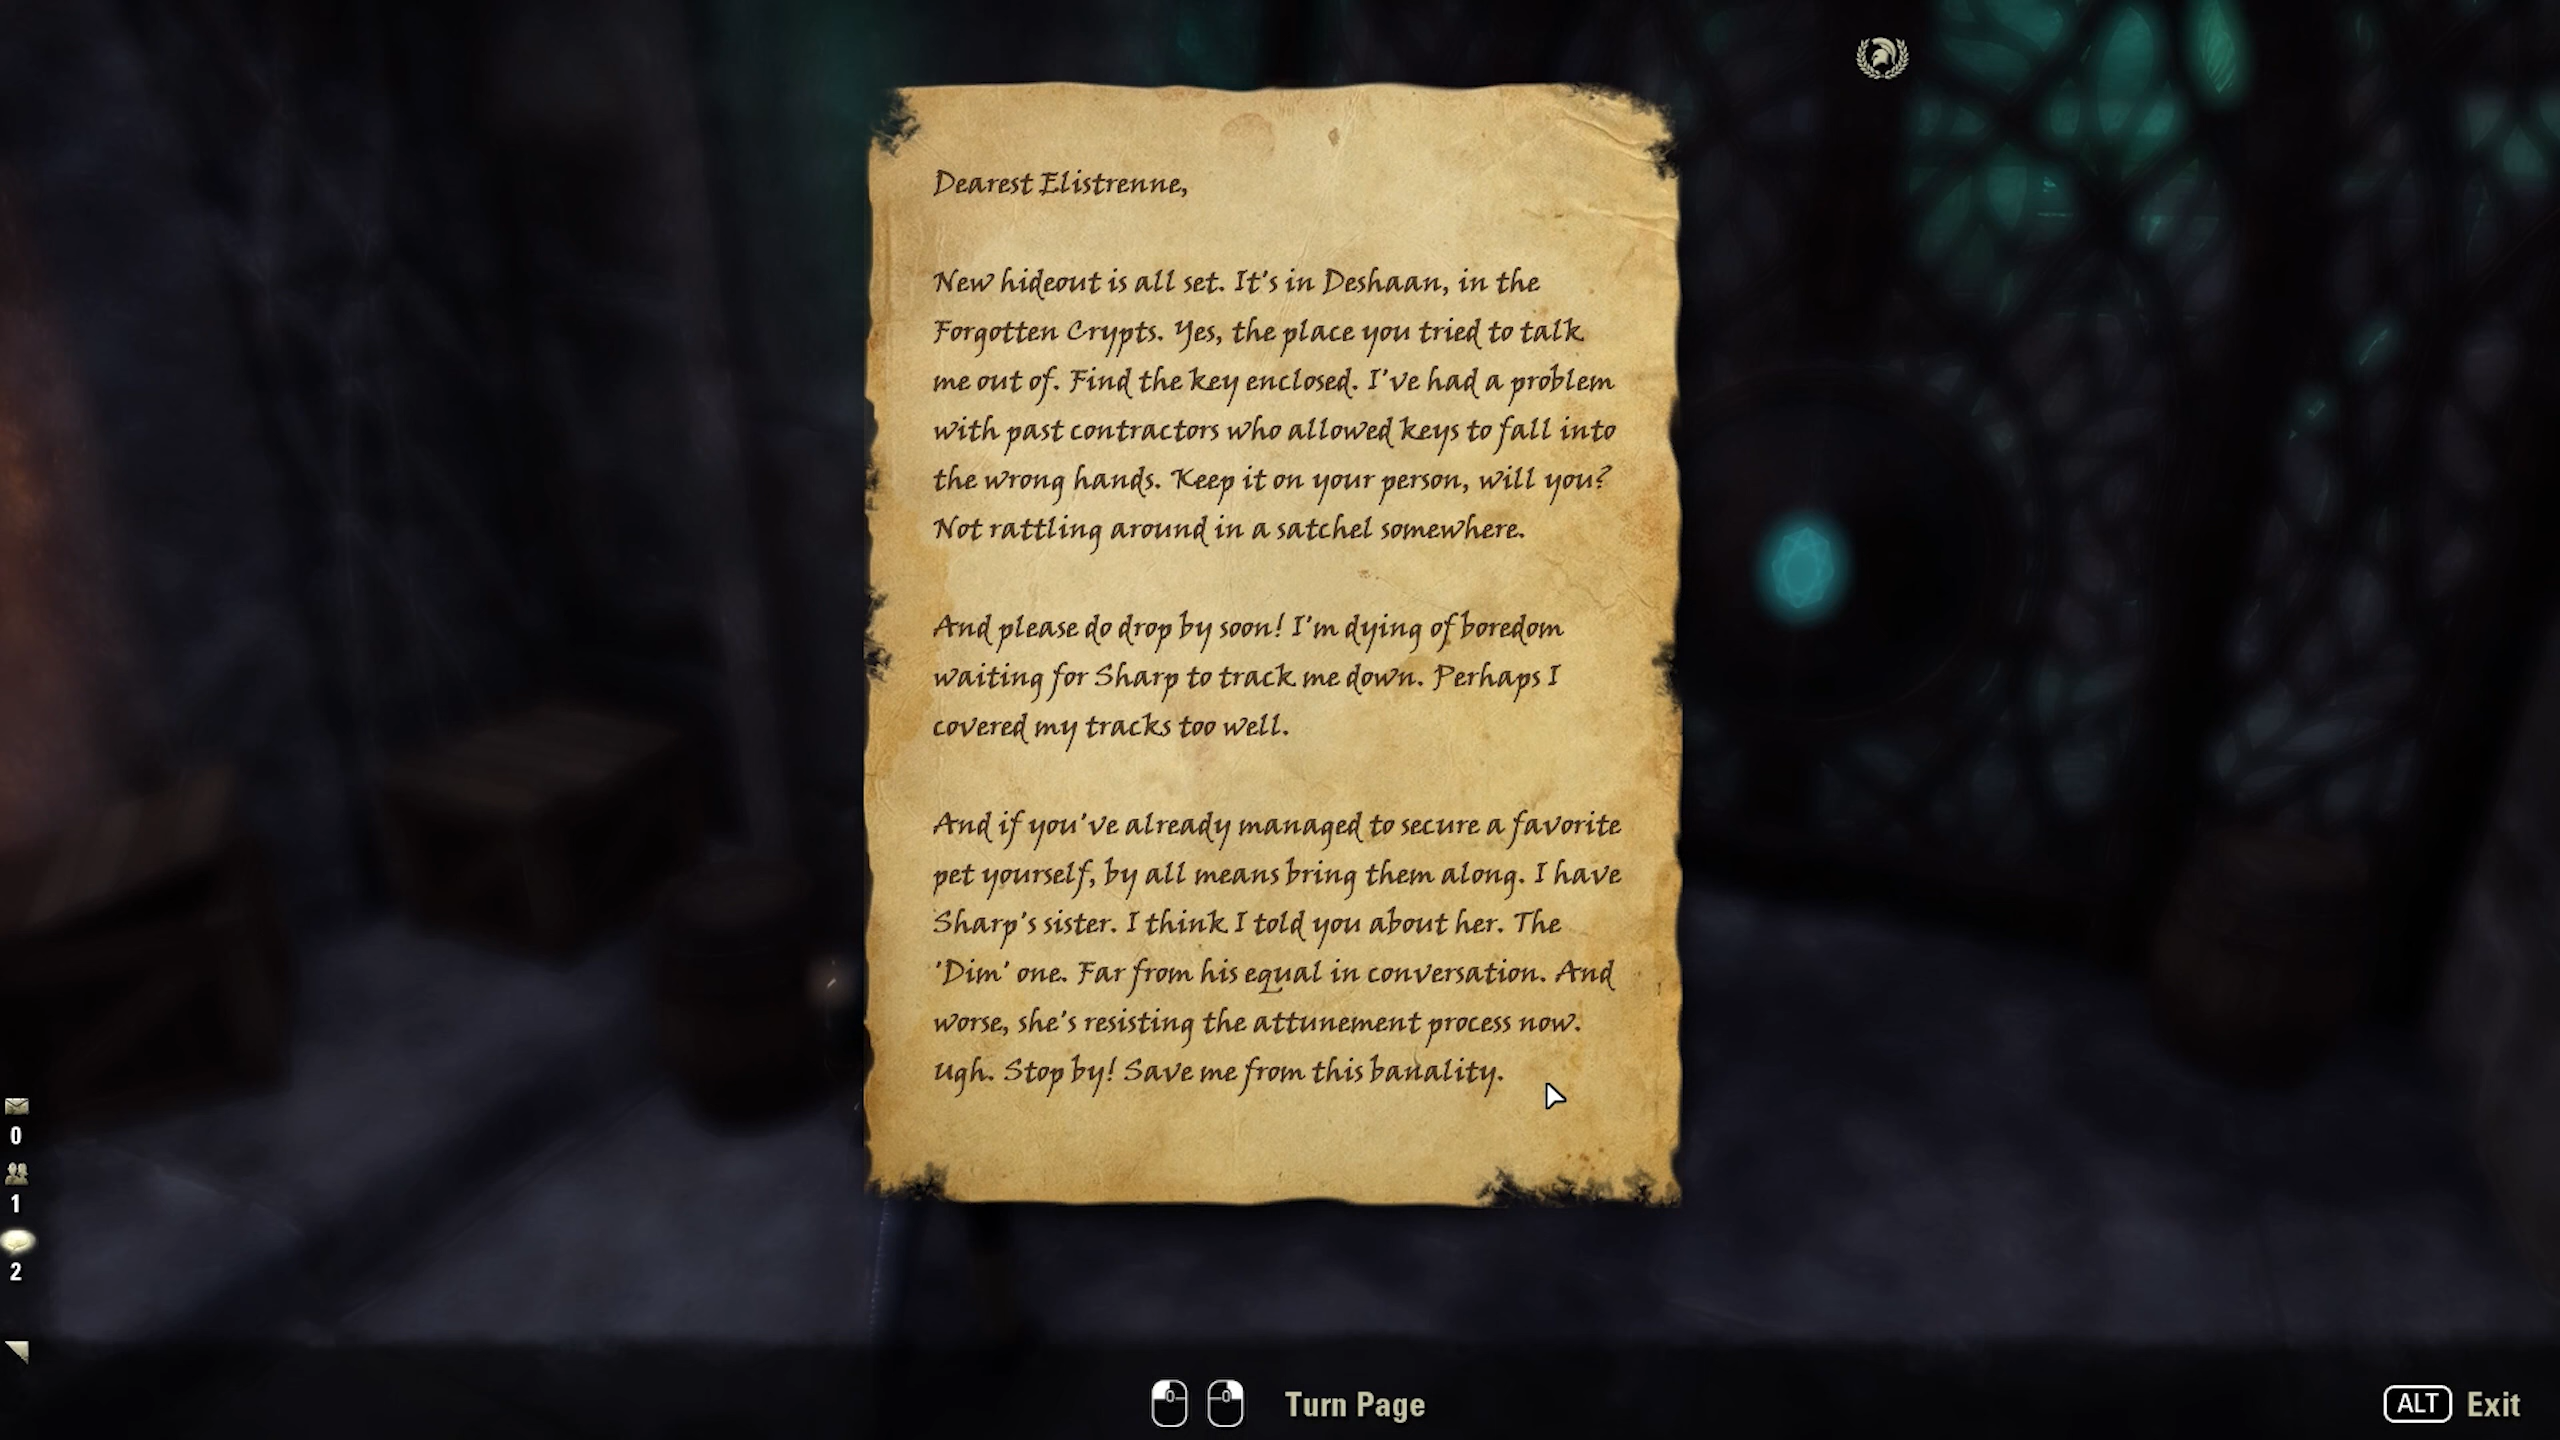 Dearest Elistrenne,
New hideout is all set. It's in Deshaan, in the
Forgotten Crypts. Yes, the place you tried to talk
me out of. Find the key enclosed. I've had a problem
with past contractors who allowed keys to fall into
the wrong hands. Keep it on your person, will you?
Not rattling around in a satchel somewhere.
And please do drop by soon! I'm dying of boredom
waiting for Sharp to track me down. Perhaps I
covered my tracks too well.
And if you've already managed to secure a favorite
pet yourself, by all means bring them along. I have
Sharp's sister. I think I told you about her. The
'Dim' one. Far from his equal in conversation. And
worse, she's resisting the attunement process now.
Ugh. Stop by! Save me from this banality.
0
1
2
Turn Page
ALT Exit